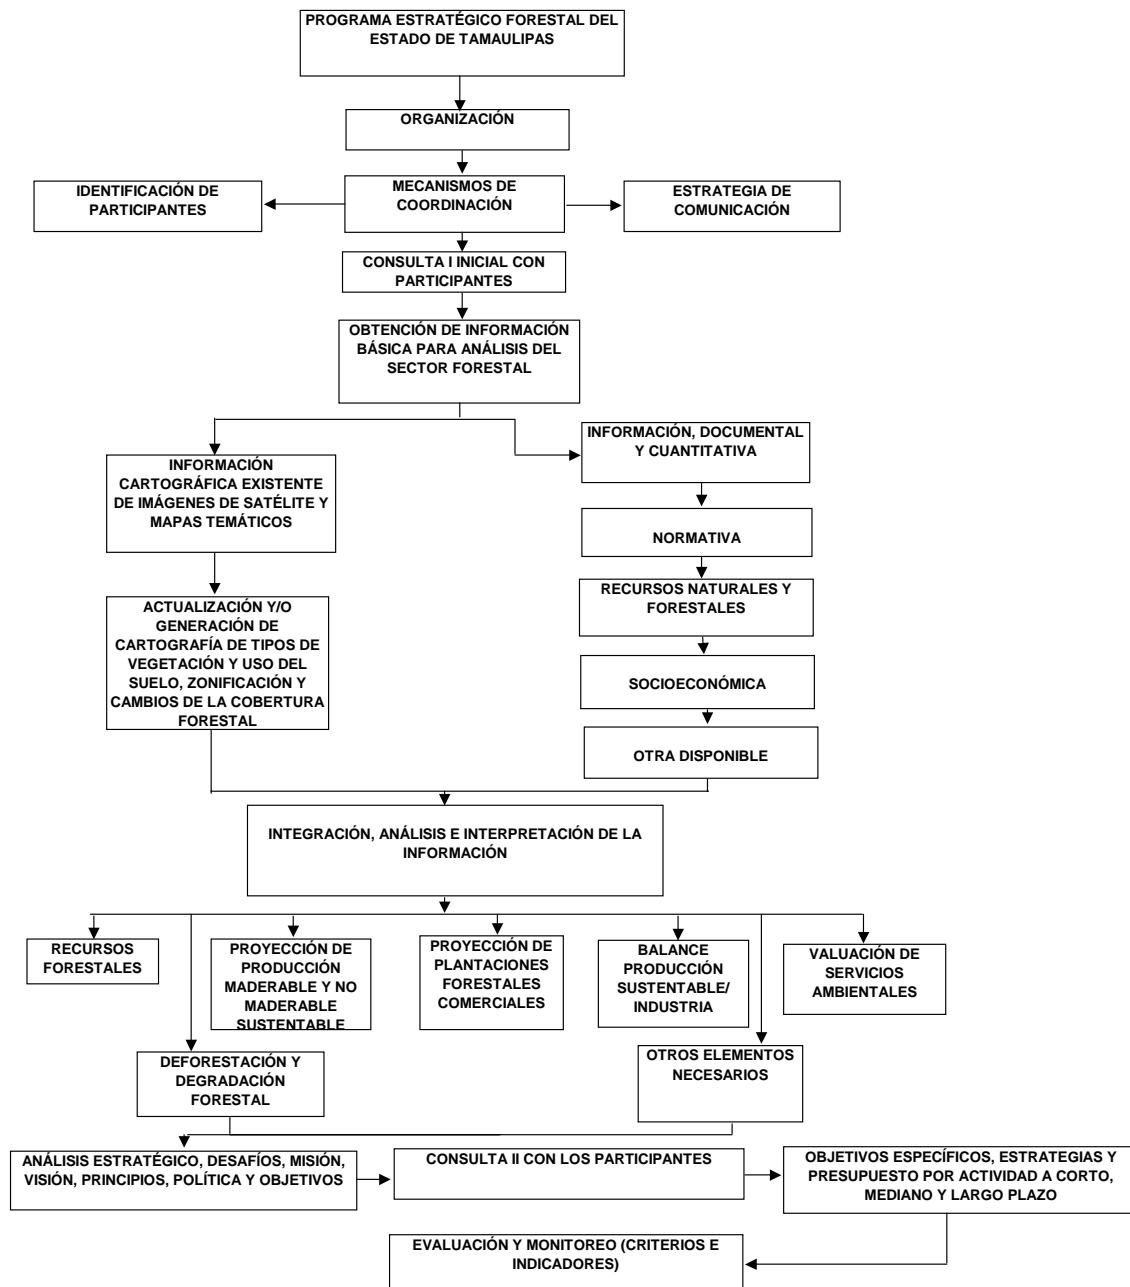 PROGRAMA ESTRATÉGICO FORESTAL DEL
ESTADO DE TAMAULIPAS
ORGANIZACIÓN
IDENTIFICACIÓN DE
PARTICIPANTES
MECANISMOS DE
COORDINACIÓN
ESTRATEGIA DE
COMUNICACIÓN
CONSULTA I INICIAL CON
PARTICIPANTES
OBTENCIÓN DE INFORMACIÓN
BÁSICA PARA ANÁLISIS DEL
SECTOR FORESTAL
INFORMACIÓN
CARTOGRÁFICA EXISTENTE
DE IMÁGENES DE SATÉLITE Y
MAPAS TEMÁTICOS
ACTUALIZACIÓN Y/O
GENERACIÓN DE
CARTOGRAFÍA DE TIPOS DE
VEGETACIÓN Y USO DEL
SUELO, ZONIFICACIÓN Y
CAMBIOS DE LA COBERTURA
FORESTAL
INFORMACIÓN, DOCUMENTAL
Y CUANTITATIVA
NORMATIVA
RECURSOS NATURALES Y
FORESTALES
SOCIOECONÓMICA
OTRA DISPONIBLE
INTEGRACIÓN, ANÁLISIS E INTERPRETACIÓN DE LA
INFORMACIÓN
RECURSOS
FORESTALES
PROYECCIÓN DE
PRODUCCIÓN
MADERABLE Y NO
MADERABLE
SUSTENTABLE
PROYECCIÓN DE
PLANTACIONES
FORESTALES
COMERCIALES
BALANCE
PRODUCCIÓN
SUSTENTABLE/
INDUSTRIA
VALUACIÓN DE
SERVICIOS
AMBIENTALES
DEFORESTACIÓN Y
DEGRADACIÓN
FORESTAL
OTROS ELEMENTOS
NECESARIOS
ANÁLISIS ESTRATÉGICO, DESAFÍOS, MISIÓN,
VISIÓN, PRINCIPIOS, POLÍTICA Y OBJETIVOS
CONSULTA II CON LOS PARTICIPANTES
OBJETIVOS ESPECÍFICOS, ESTRATEGIAS Y
PRESUPUESTO POR ACTIVIDAD A CORTO,
MEDIANO Y LARGO PLAZO
EVALUACIÓN Y MONITOREO (CRITERIOS E
INDICADORES)